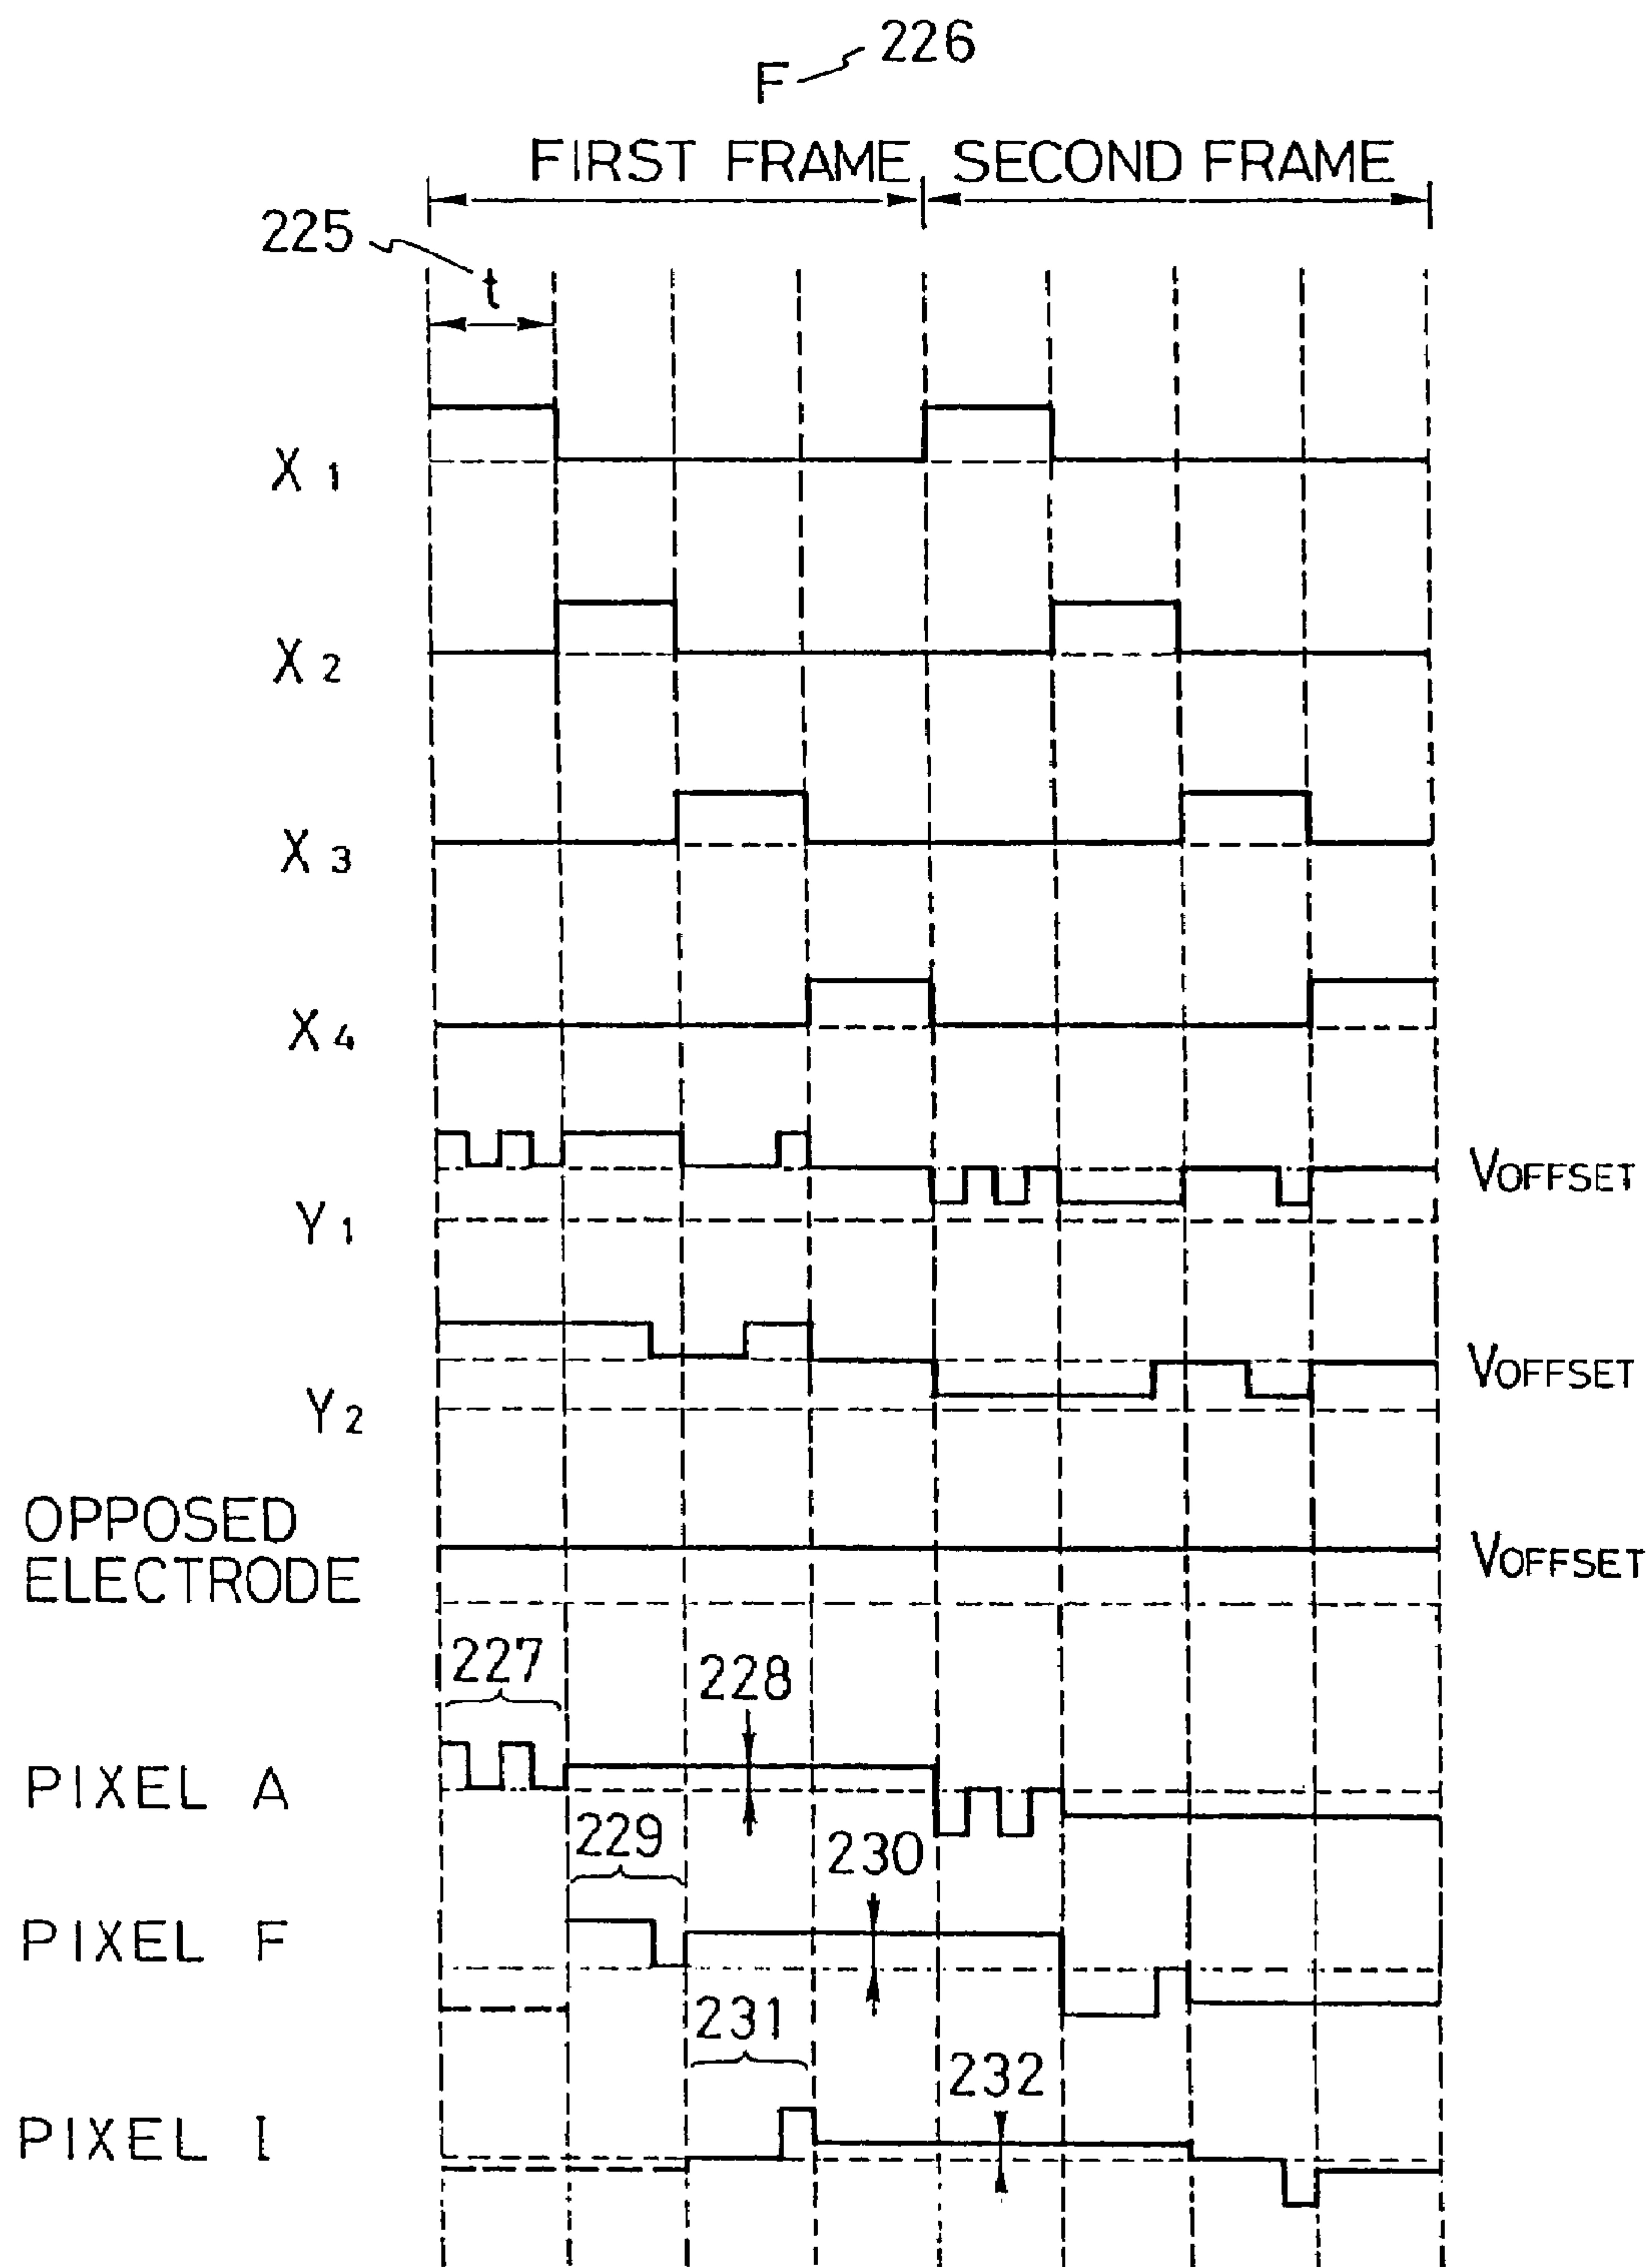 226
F
FIRST FRAME SECOND FRAME
225
t
X1
X2
X3
X4
VOFFSET
Y1
VOFFSET
Y2
OPPOSED
ELECTRODE
VOFFSET
227
228
PIXEL A
229
230
PIXEL F
231
232
PIXEL I